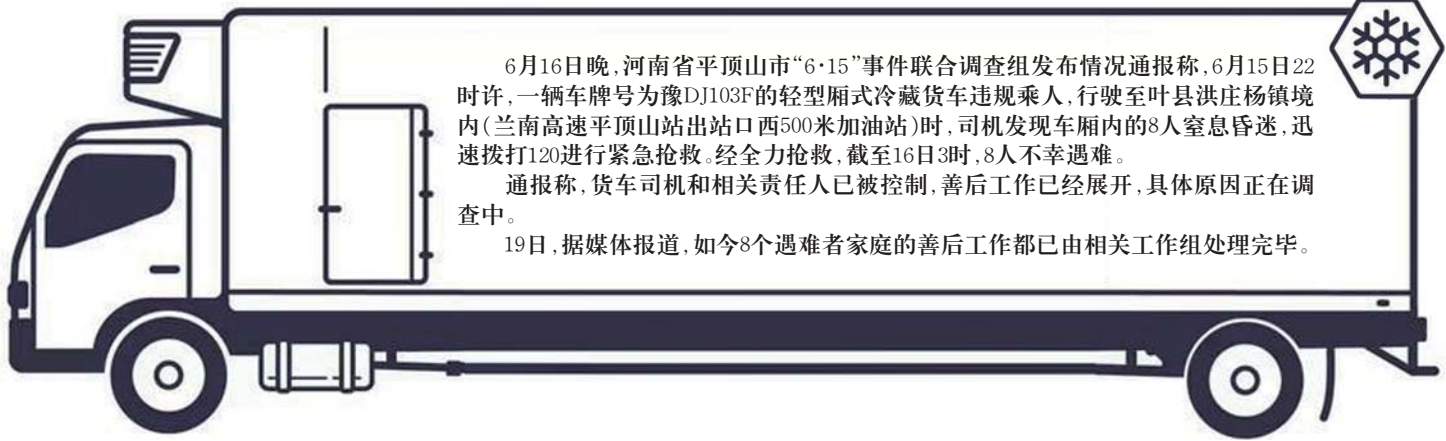 6月16日晚，河南省平顶山市“6·15”事件联合调查组发布情况通报称，6月15日22
时许，一辆车牌号为豫DJ103F的轻型厢式冷藏货车违规乘人，行驶至叶县洪庄杨镇境
内（兰南高速平顶山站出站口西500米加油站）时，司机发现车厢内的8人窒息昏迷，迅
速拨打120进行紧急抢救。经全力抢救，截至16日3时，8人不幸遇难。
通报称，货车司机和相关责任人已被控制，善后工作已经展开，具体原因正在调
查中。
19日，据媒体报道，如今8个遇难者家庭的善后工作都已由相关工作组处理完毕。